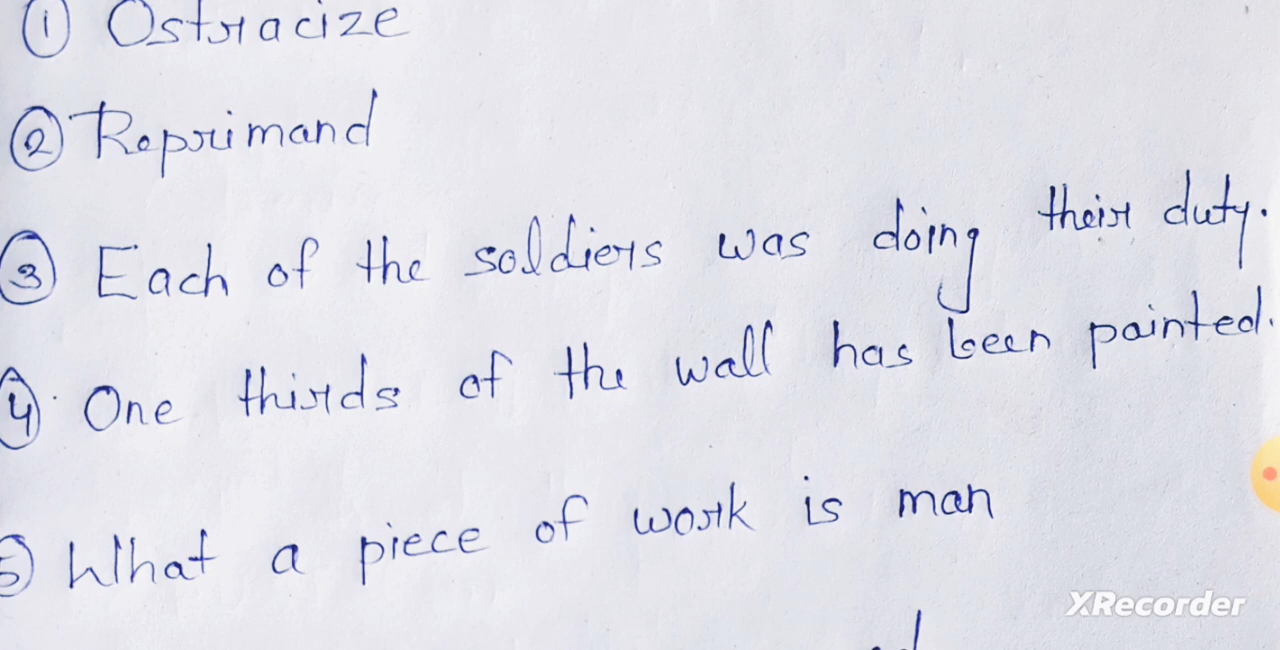 ① Ostracize
② Reprimand
③ Each of the soldiers was doing their duty.
④. One thirds of the wall has been painted.
⑤ What a piece of work is man
XRecorder